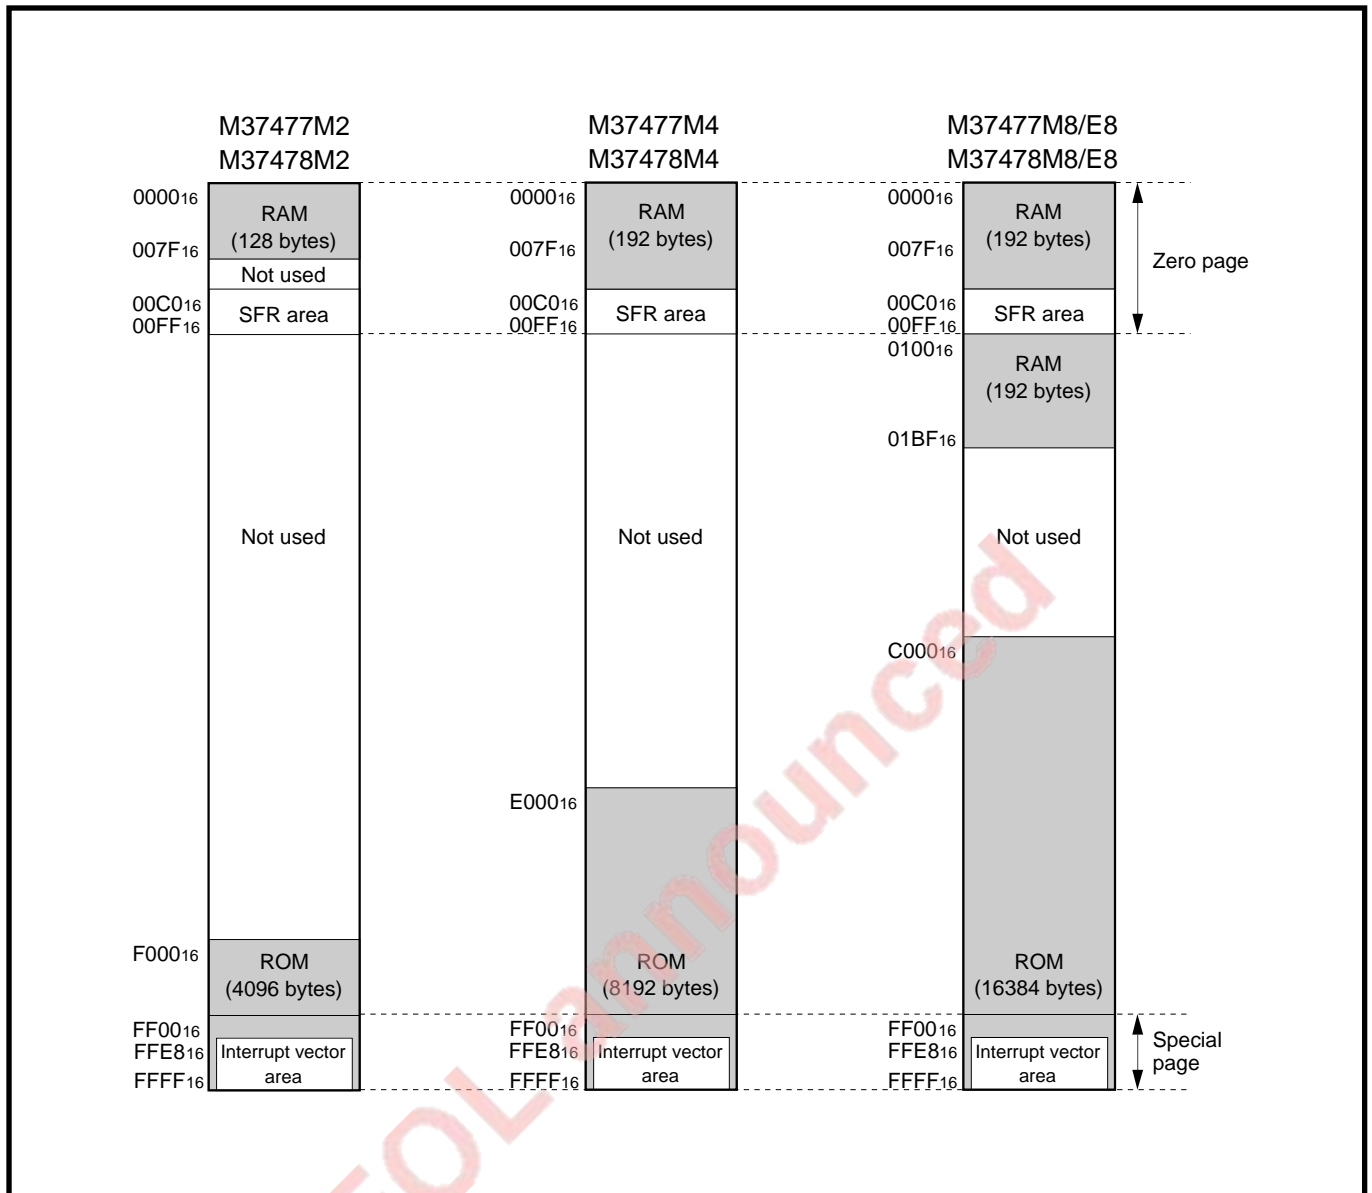 M37477M2
M37478M2
000016
RAM
(128 bytes)
007F16
Not used
00C016
SFR area
00FF16
Not used
F00016
ROM
(4096 bytes)
FF0016
FFE816
Interrupt vector
area
FFFF16
M37477M4
M37478M4
000016
RAM
(192 bytes)
007F16
00C016
SFR area
00FF16
Not used
E00016
ROM
(8192 bytes)
FF0016
FFE816
Interrupt vector
area
FFFF16
M37477M8/E8
M37478M8/E8
000016
RAM
(192 bytes)
007F16
00C016
SFR area
00FF16
010016
RAM
(192 bytes)
01BF16
Not used
C00016
ROM
(16384 bytes)
FF0016
FFE816
Interrupt vector
area
FFFF16
Zero page
Special
page
EOL announced